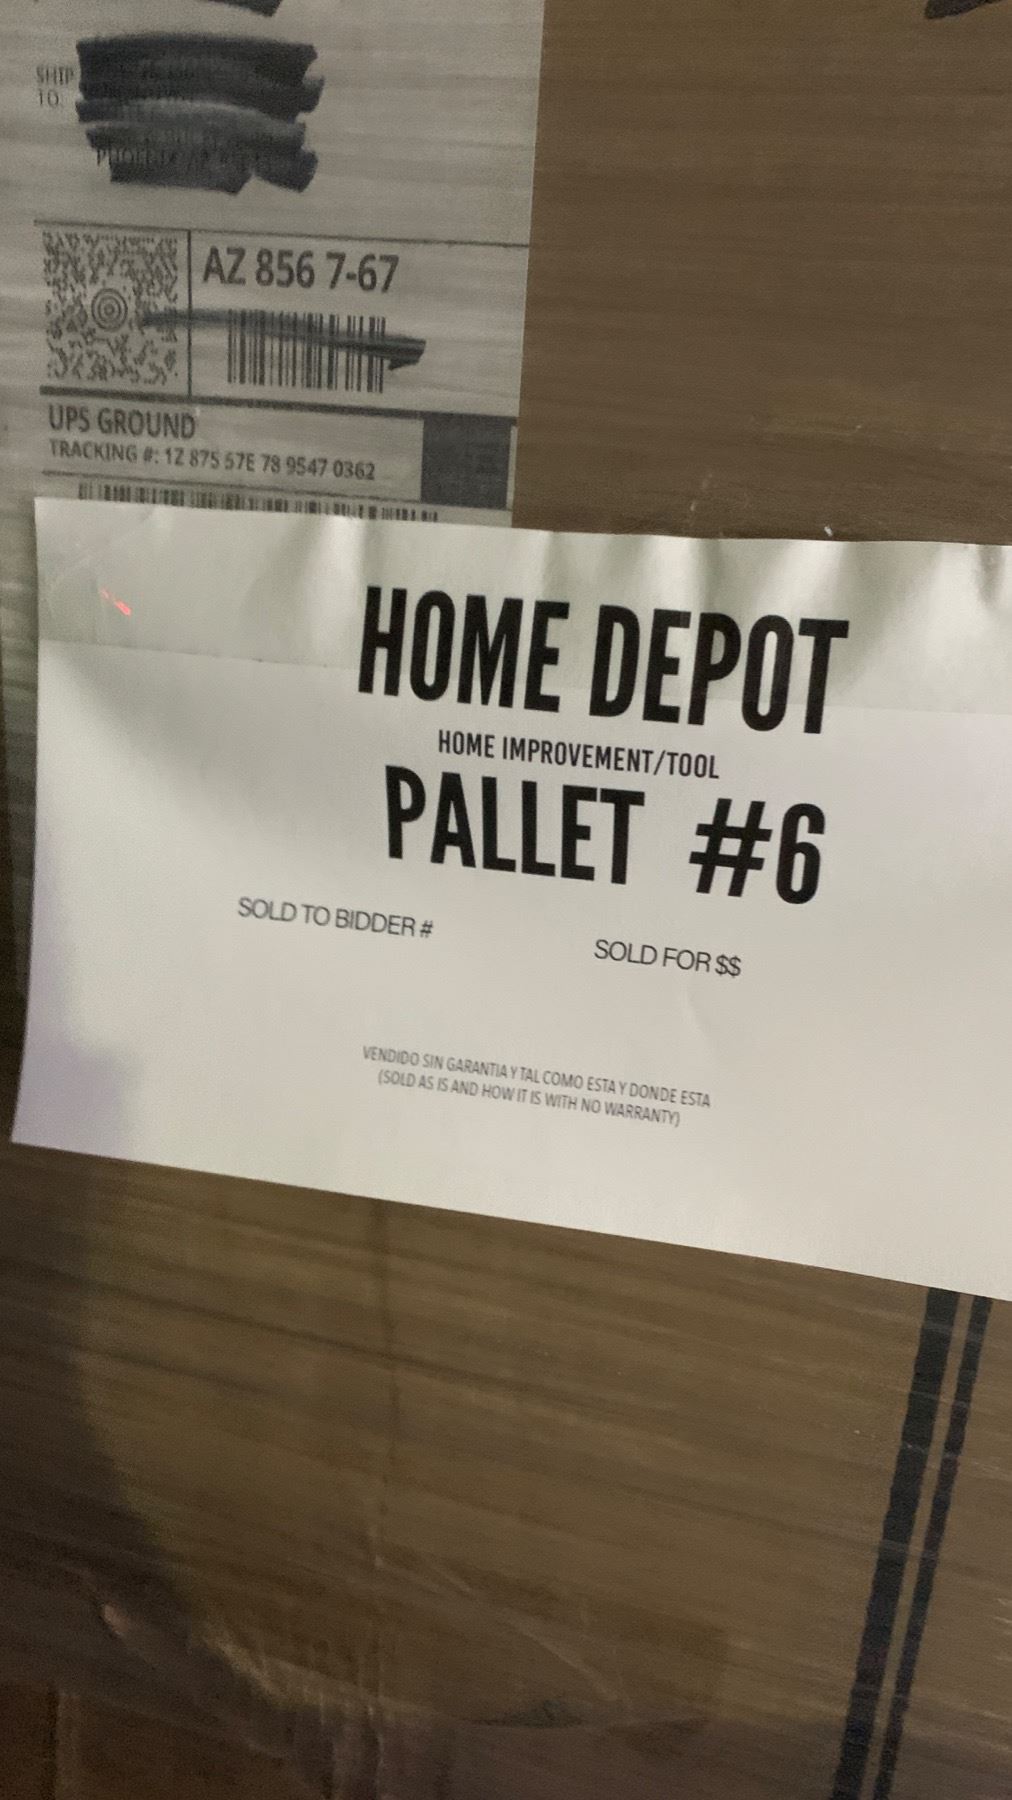 SHIP
TO:
AZ 856 7-67
UPS GROUND
TRACKING #: 1Z 875 57E 78 9547 0362
HOME DEPOT
HOME IMPROVEMENT/TOOL
PALLET #6
SOLD TO BIDDER #
SOLD FOR $$
VENDIDO SIN GARANTIA Y TAL COMO ESTA Y DONDE ESTA
(SOLD AS IS AND HOW IT IS WITH NO WARRANTY)